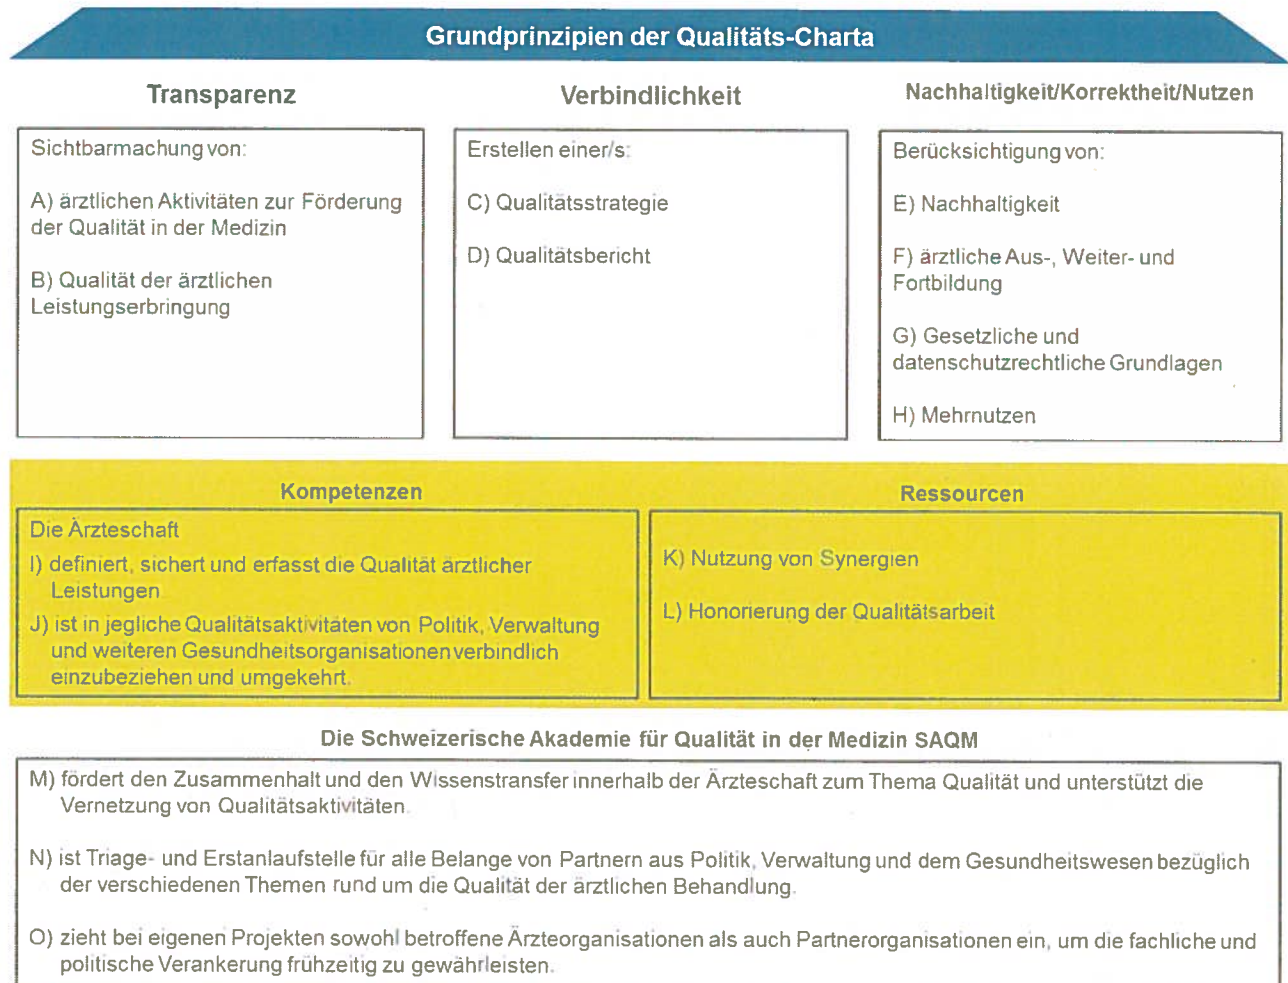 Grundprinzipien der Qualitäts-Charta
Transparenz
Sichtbarmachung von:
A) ärztlichen Aktivitäten zur Förderung
der Qualität in der Medizin
B) Qualität der ärztlichen
Leistungserbringung
Verbindlichkeit
Erstellen einer/s:
C) Qualitätsstrategie
D) Qualitätsbericht
Nachhaltigkeit/Korrektheit/Nutzen
Berücksichtigung von:
E) Nachhaltigkeit
F) ärztliche Aus-, Weiter- und
Fortbildung
G) Gesetzliche und
datenschutzrechtliche Grundlagen
H) Mehrnutzen
Kompetenzen
Die Ärzteschaft
I) definiert, sichert und erfasst die Qualität ärztlicher
Leistungen
J) ist in jegliche Qualitätsaktivitäten von Politik, Verwaltung
und weiteren Gesundheitsorganisationen verbindlich
einzubeziehen und umgekehrt.
Ressourcen
K) Nutzung von Synergien
L) Honorierung der Qualitätsarbeit
Die Schweizerische Akademie für Qualität in der Medizin SAQM
M) fördert den Zusammenhalt und den Wissenstransfer innerhalb der Ärzteschaft zum Thema Qualität und unterstützt die
Vernetzung von Qualitätsaktivitäten.
N) ist Triage- und Erstanlaufstelle für alle Belange von Partnern aus Politik, Verwaltung und dem Gesundheitswesen bezüglich
der verschiedenen Themen rund um die Qualität der ärztlichen Behandlung.
O) zieht bei eigenen Projekten sowohl betroffene Ärzteorganisationen als auch Partnerorganisationen ein, um die fachliche und
politische Verankerung frühzeitig zu gewährleisten.